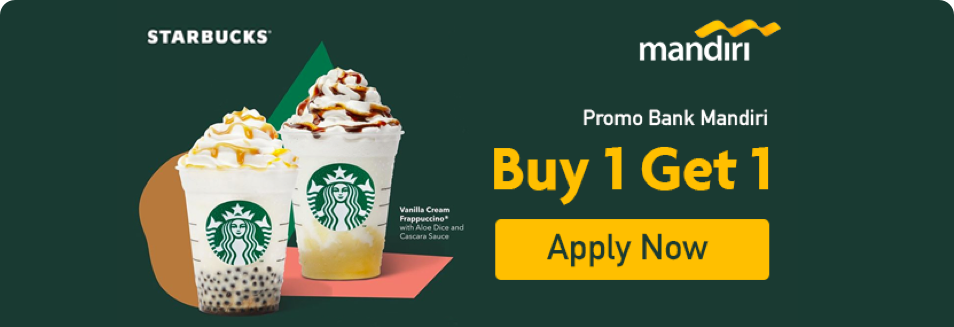 STARBUCKS®
mandırı
Promo Bank Mandiri
Buy 1 Get 1
Vanilla Cream
Frappuccino®
with Aloe Dice and
Cascara Sauce
Apply Now